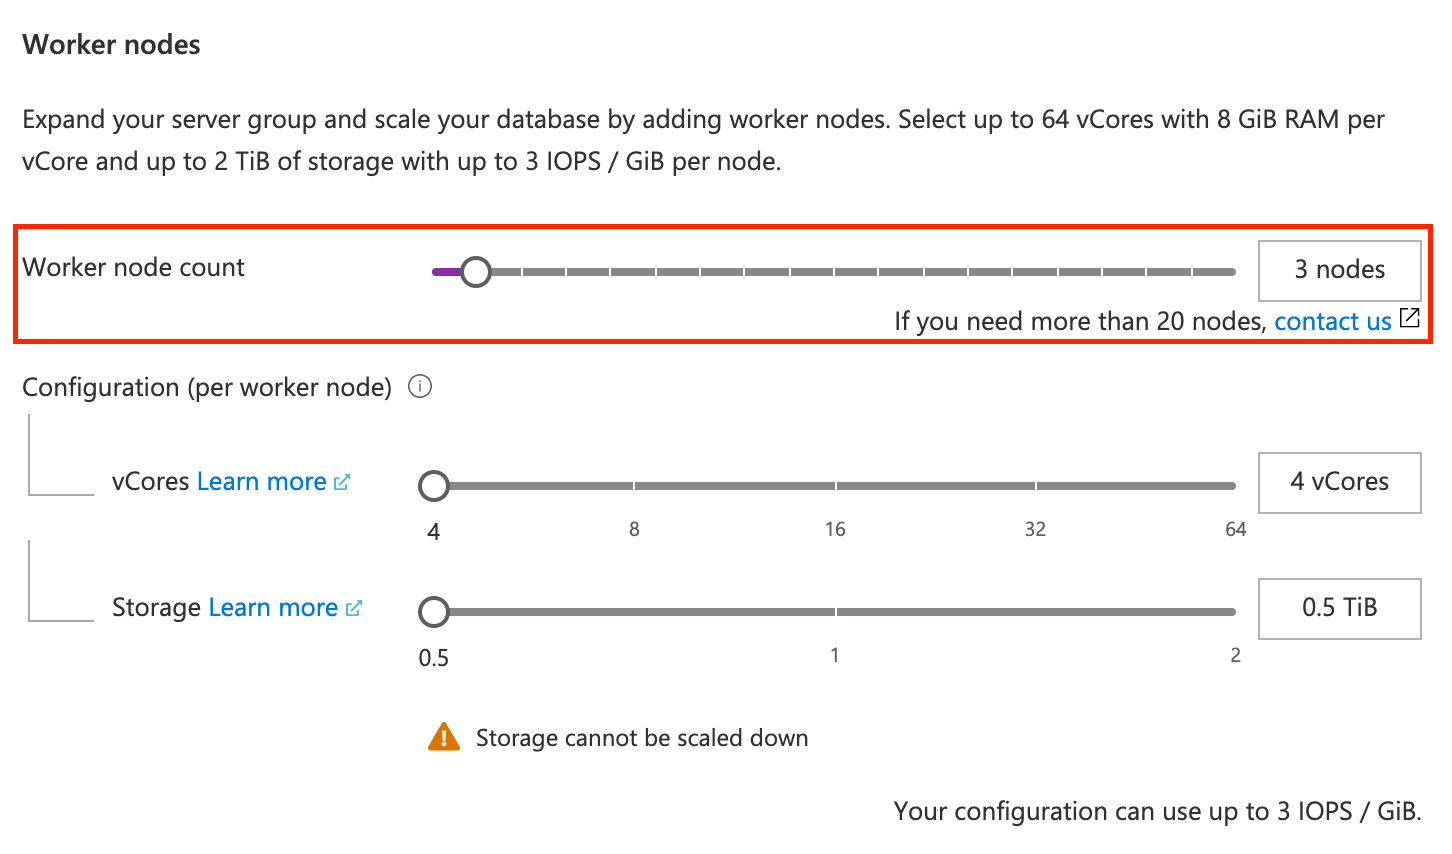 Worker nodes
Expand your server group and scale your database by adding worker nodes. Select up to 64 vCores with 8 GiB RAM per
vCore and up to 2 TiB of storage with up to 3 IOPS / GiB per node.
Worker node count
3 nodes
If you need more than 20 nodes, contact us
Configuration (per worker node)
vCores Learn more
4 vCores
4 8 16 32 64
Storage Learn more
0.5 TiB
0.5 1 2
Storage cannot be scaled down
Your configuration can use up to 3 IOPS / GiB.